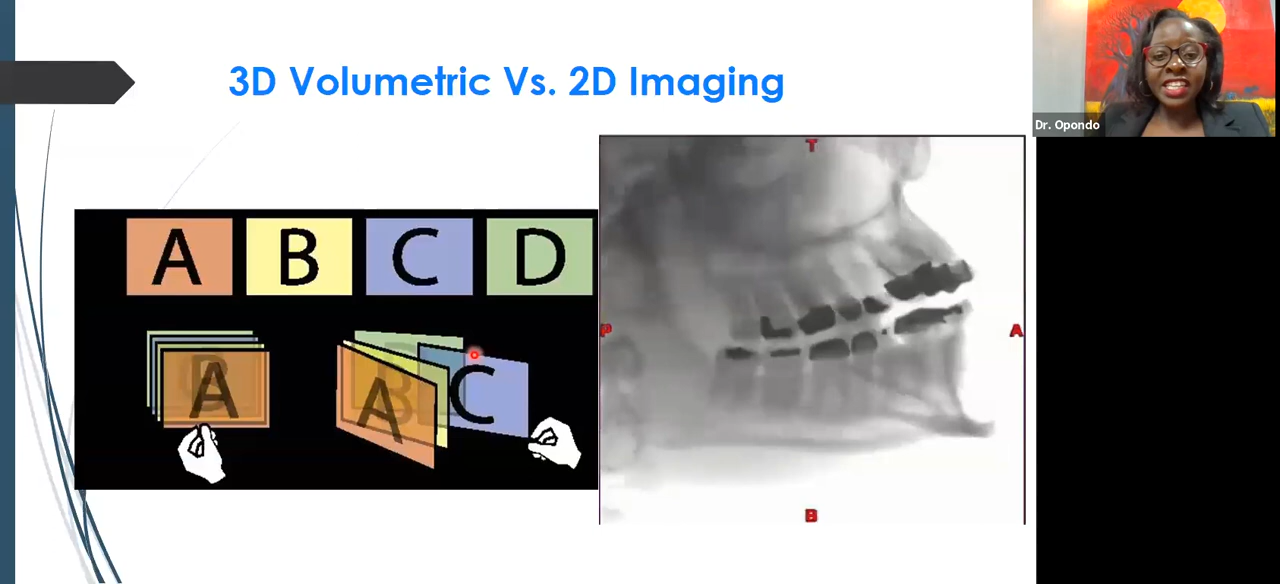 3D Volumetric Vs. 2D Imaging
Dr. Opondo
A B C D
A B
A B C
T
P
A
B